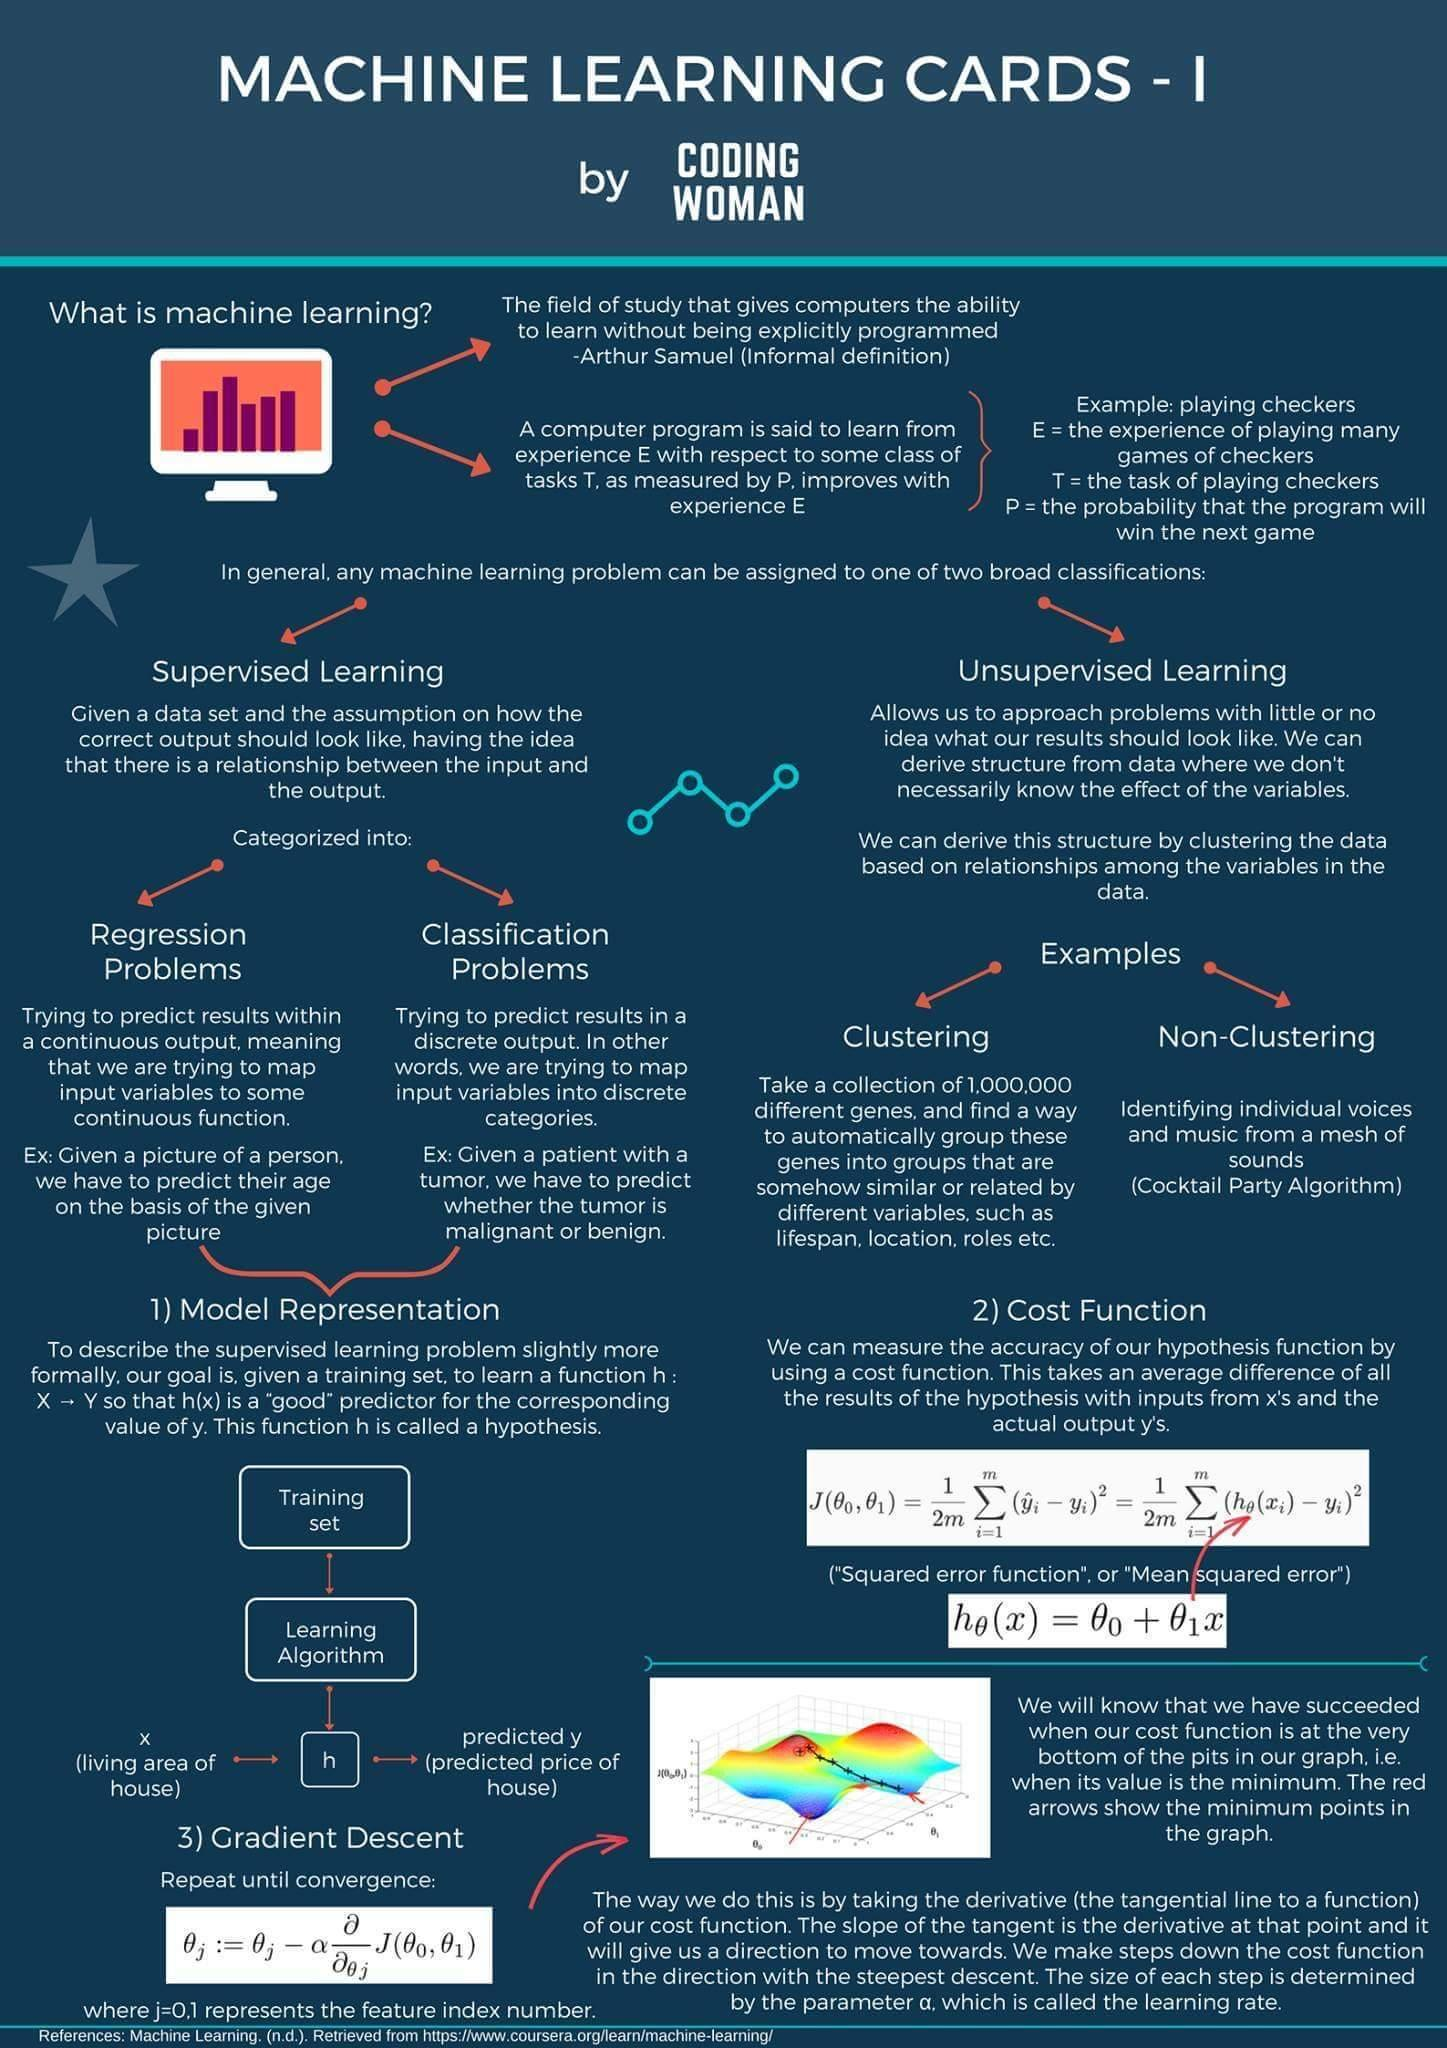 MACHINE LEARNING CARDS - I
by
CODING
WOMAN
What is machine learning?
The field of study that gives computers the ability
to learn without being explicitly programmed
-Arthur Samuel (Informal definition)
A computer program is said to learn from
experience E with respect to some class of
tasks T, as measured by P, improves with
experience E
Example: playing checkers
E = the experience of playing many
games of checkers
T = the task of playing checkers
P = the probability that the program will
win the next game
In general, any machine learning problem can be assigned to one of two broad classifications:
Supervised Learning
Given a data set and the assumption on how the
correct output should look like, having the idea
that there is a relationship between the input and
the output.
Categorized into:
Regression
Problems
Trying to predict results within
a continuous output, meaning
that we are trying to map
input variables to some
continuous function.
Ex: Given a picture of a person,
we have to predict their age
on the basis of the given
picture
Classification
Problems
Trying to predict results in a
discrete output. In other
words, we are trying to map
input variables into discrete
categories.
Ex: Given a patient with a
tumor, we have to predict
whether the tumor is
malignant or benign.
Unsupervised Learning
Allows us to approach problems with little or no
idea what our results should look like. We can
derive structure from data where we don't
necessarily know the effect of the variables.
We can derive this structure by clustering the data
based on relationships among the variables in the
data.
Examples
Clustering
Take a collection of 1,000,000
different genes, and find a way
to automatically group these
genes into groups that are
somehow similar or related by
different variables, such as
lifespan, location, roles etc.
Non-Clustering
Identifying individual voices
and music from a mesh of
sounds
(Cocktail Party Algorithm)
1) Model Representation
To describe the supervised learning problem slightly more
formally, our goal is, given a training set, to learn a function h :
X → Y so that h(x) is a “good” predictor for the corresponding
value of y. This function h is called a hypothesis.
Training
set
Learning
Algorithm
x
(living area of
house)
h
predicted y
(predicted price of
house)
2) Cost Function
We can measure the accuracy of our hypothesis function by
using a cost function. This takes an average difference of all
the results of the hypothesis with inputs from x's and the
actual output y's.
J(θ₀, θ₁) = 1/2m ∑ᵢ₌₁ᵐ (ŷᵢ − yᵢ)² = 1/2m ∑ᵢ₌₁ᵐ (h_θ(xᵢ) − yᵢ)²
("Squared error function", or "Mean squared error")
h_θ(x) = θ₀ + θ₁x
J(θ₀,θ₁)
θ₀
θ₁
We will know that we have succeeded
when our cost function is at the very
bottom of the pits in our graph, i.e.
when its value is the minimum. The red
arrows show the minimum points in
the graph.
3) Gradient Descent
Repeat until convergence:
θⱼ := θⱼ − α ∂/∂θj J(θ₀, θ₁)
where j=0,1 represents the feature index number.
The way we do this is by taking the derivative (the tangential line to a function)
of our cost function. The slope of the tangent is the derivative at that point and it
will give us a direction to move towards. We make steps down the cost function
in the direction with the steepest descent. The size of each step is determined
by the parameter α, which is called the learning rate.
References: Machine Learning. (n.d.). Retrieved from https://www.coursera.org/learn/machine-learning/